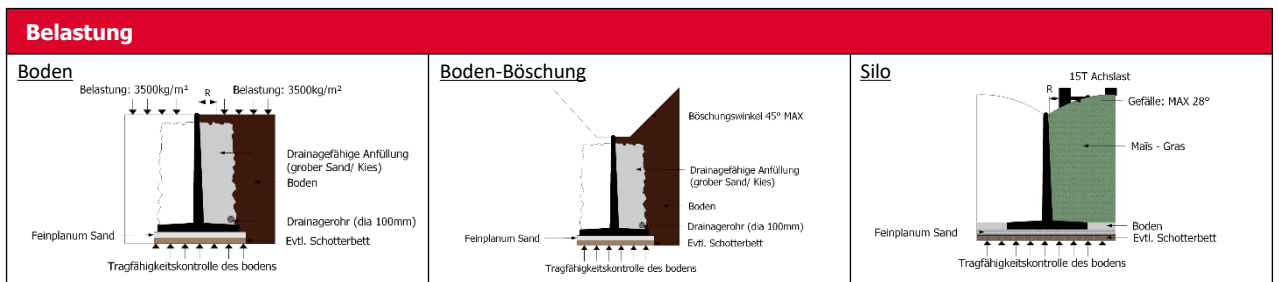 Belastung
Boden
Belastung: 3500kg/m²
R
Belastung: 3500kg/m²
Drainagefähige Anfüllung
(grober Sand/ Kies)
Boden
Drainagerohr (dia 100mm)
Feinplanum Sand
Evtl. Schotterbett
Tragfähigkeitskontrolle des bodens
Boden-Böschung
Böschungswinkel 45° MAX
Drainagefähige Anfüllung
(grober Sand/ Kies)
Boden
Drainagerohr (dia 100mm)
Feinplanum Sand
Evtl. Schotterbett
Tragfähigkeitskontrolle des bodens
Silo
15T Achslast
R
Gefälle: MAX 28°
Maïs - Gras
Boden
Feinplanum Sand
Evtl. Schotterbett
Tragfähigkeitskontrolle des bodens